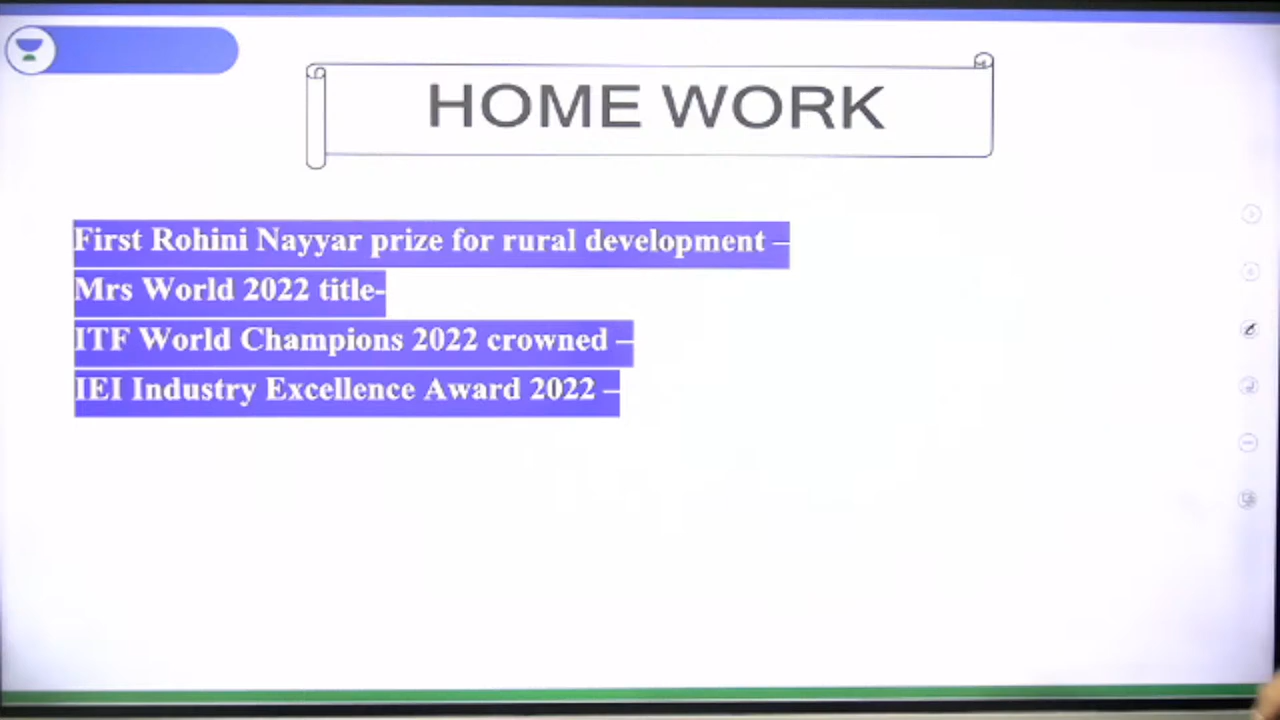 HOME WORK
First Rohini Nayyar prize for rural development –
Mrs World 2022 title-
ITF World Champions 2022 crowned –
IEI Industry Excellence Award 2022 –